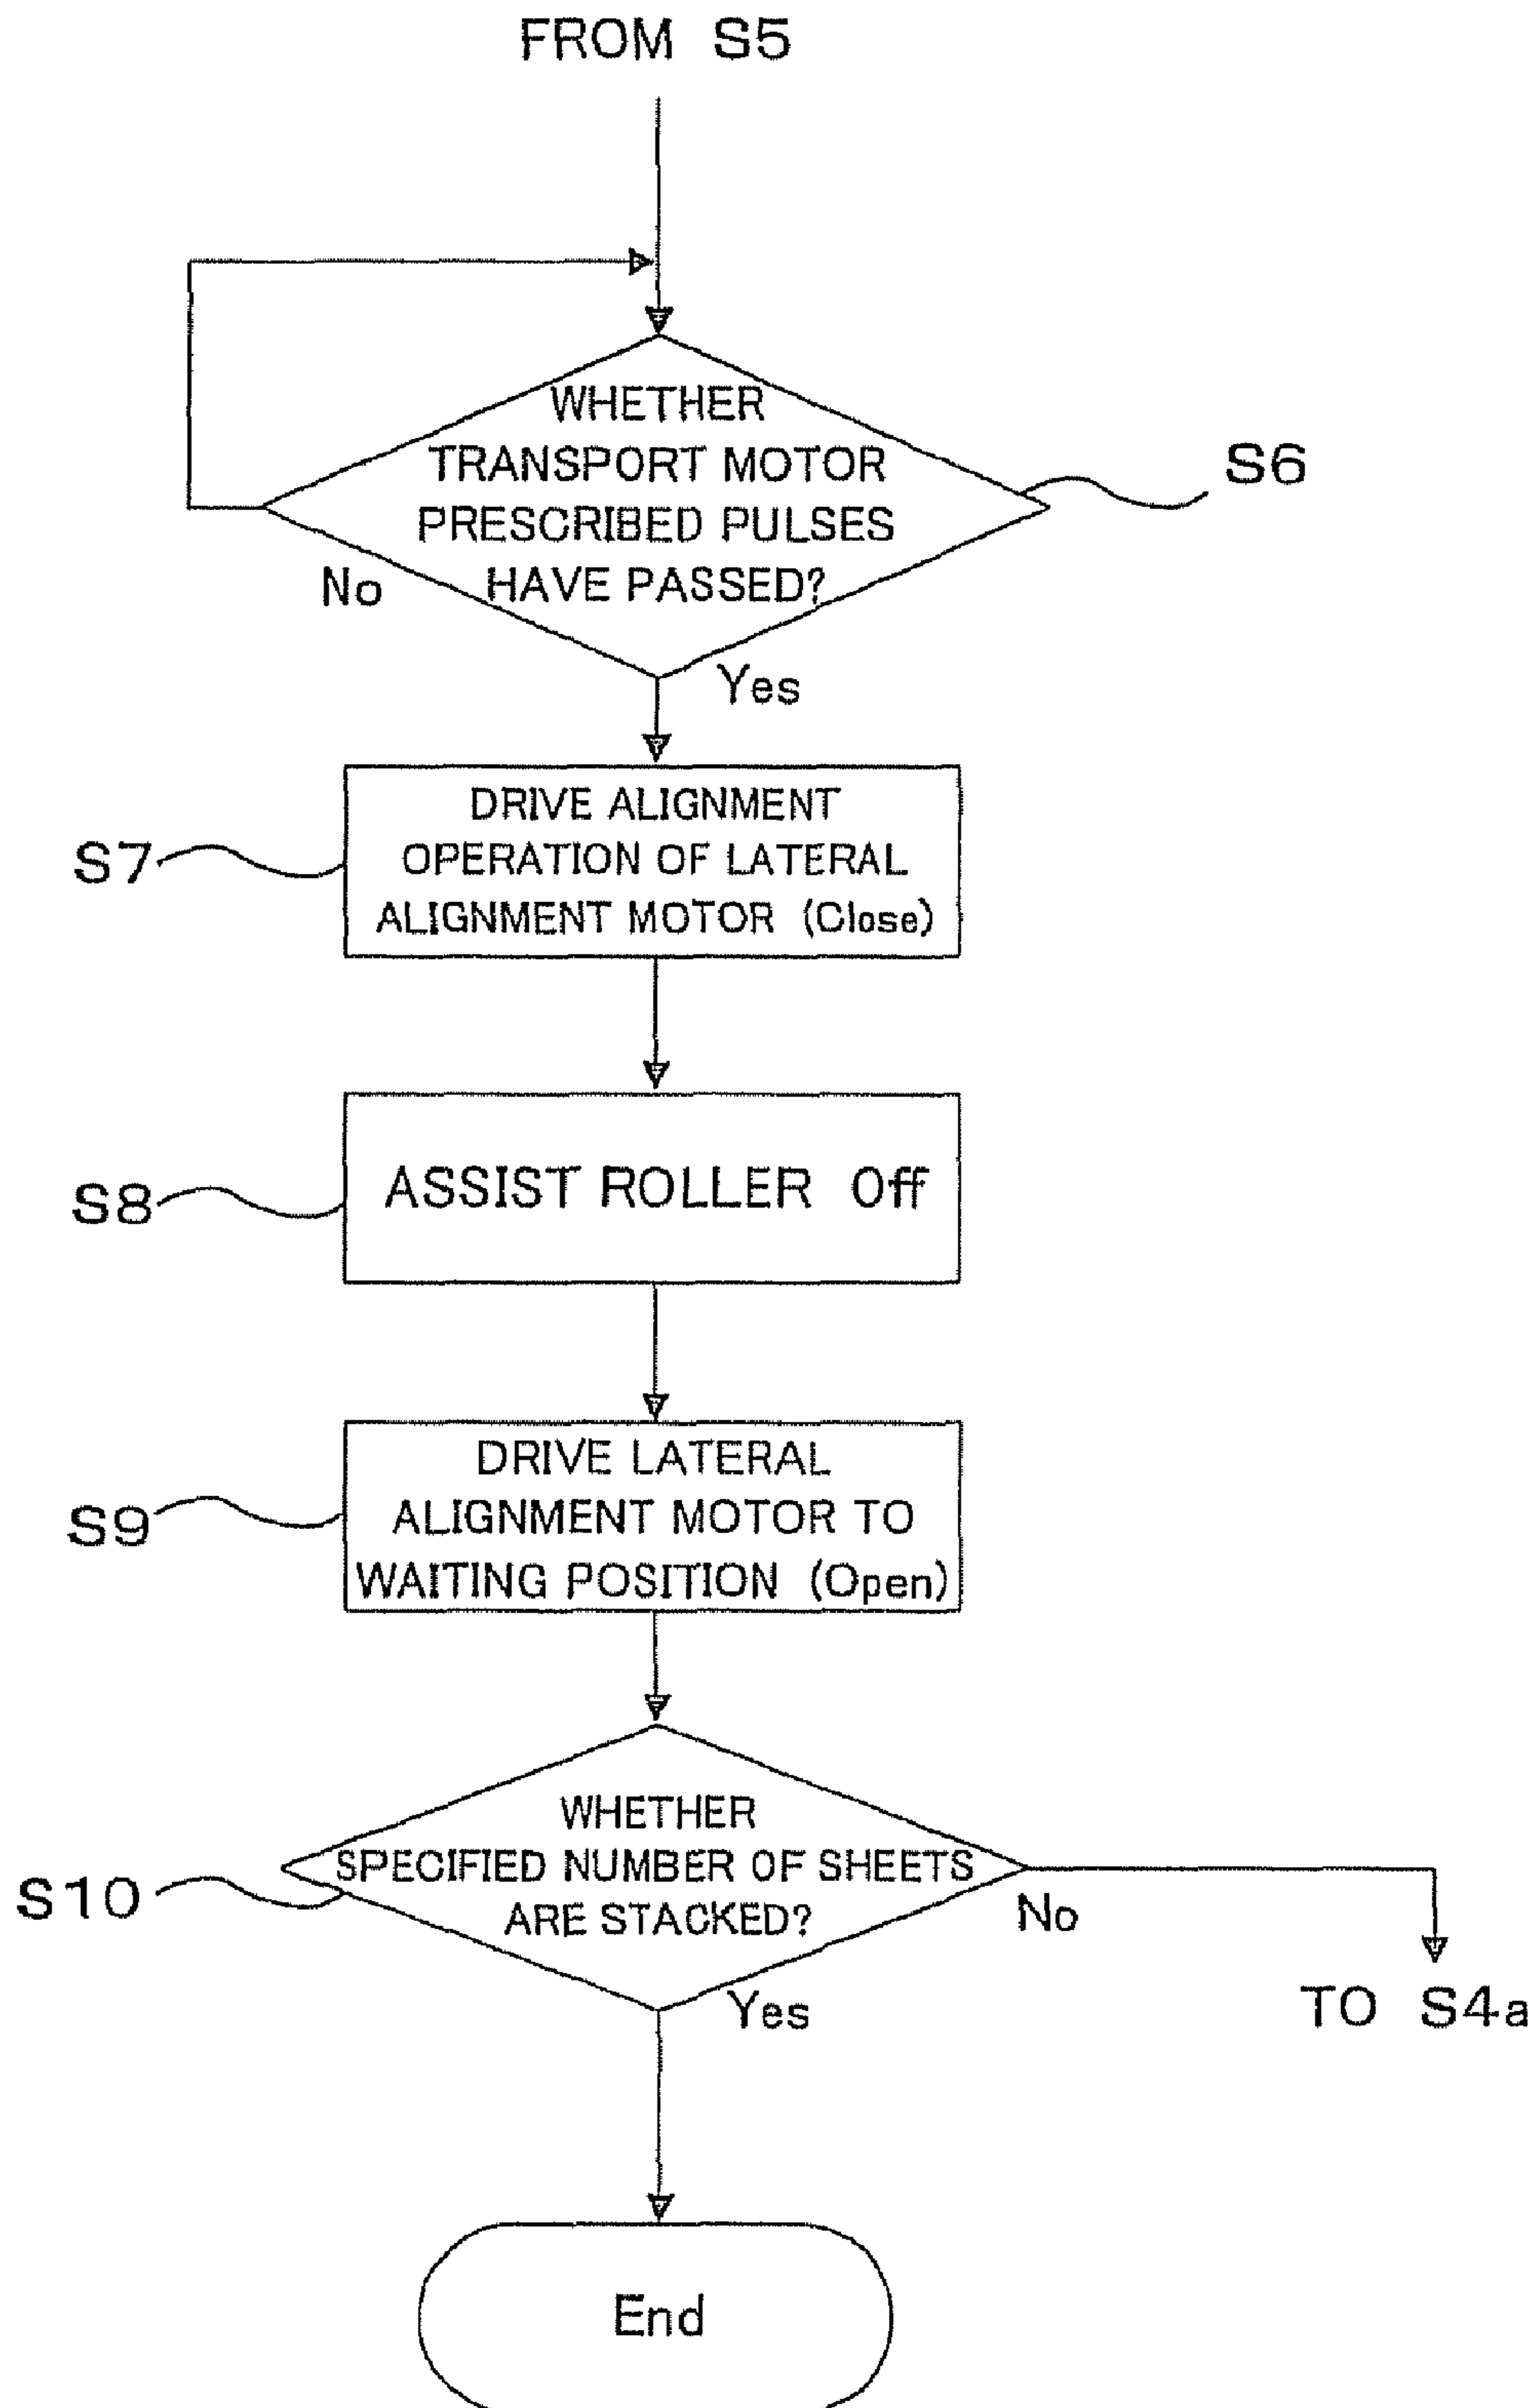 FROM S5
WHETHER
TRANSPORT MOTOR
PRESCRIBED PULSES
HAVE PASSED?
S6
No
Yes
DRIVE ALIGNMENT
OPERATION OF LATERAL
ALIGNMENT MOTOR (Close)
S7
ASSIST ROLLER Off
S8
DRIVE LATERAL
ALIGNMENT MOTOR TO
WAITING POSITION (Open)
S9
WHETHER
SPECIFIED NUMBER OF SHEETS
ARE STACKED?
S10
No
TO S4a
Yes
End